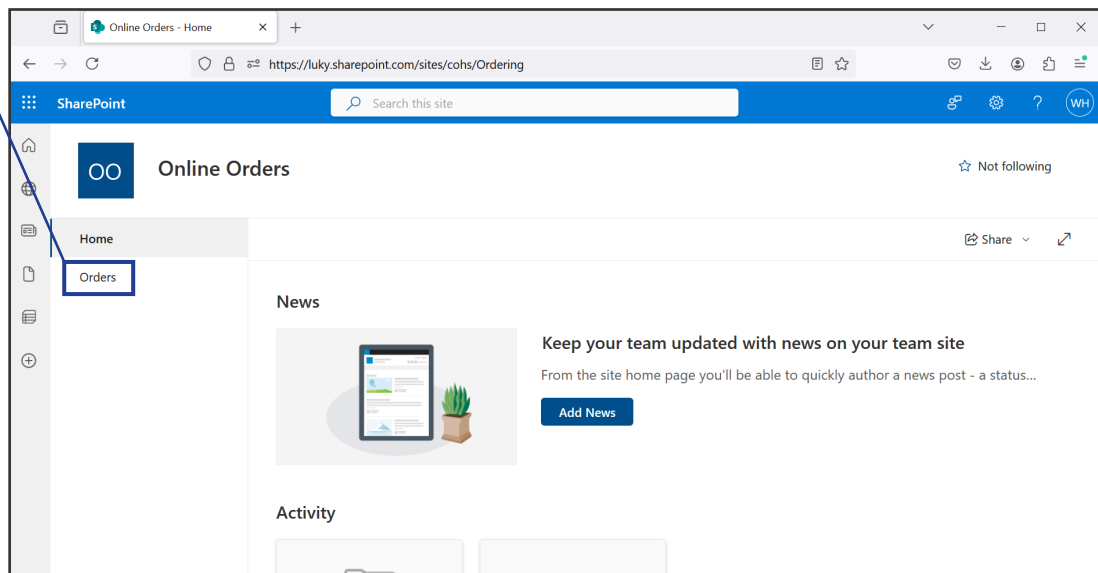 Online Orders - Home
https://luky.sharepoint.com/sites/cohs/Ordering
SharePoint
Search this site
WH
OO
Online Orders
Not following
Home
Share
Orders
News
Keep your team updated with news on your team site
From the site home page you'll be able to quickly author a news post - a status...
Add News
Activity